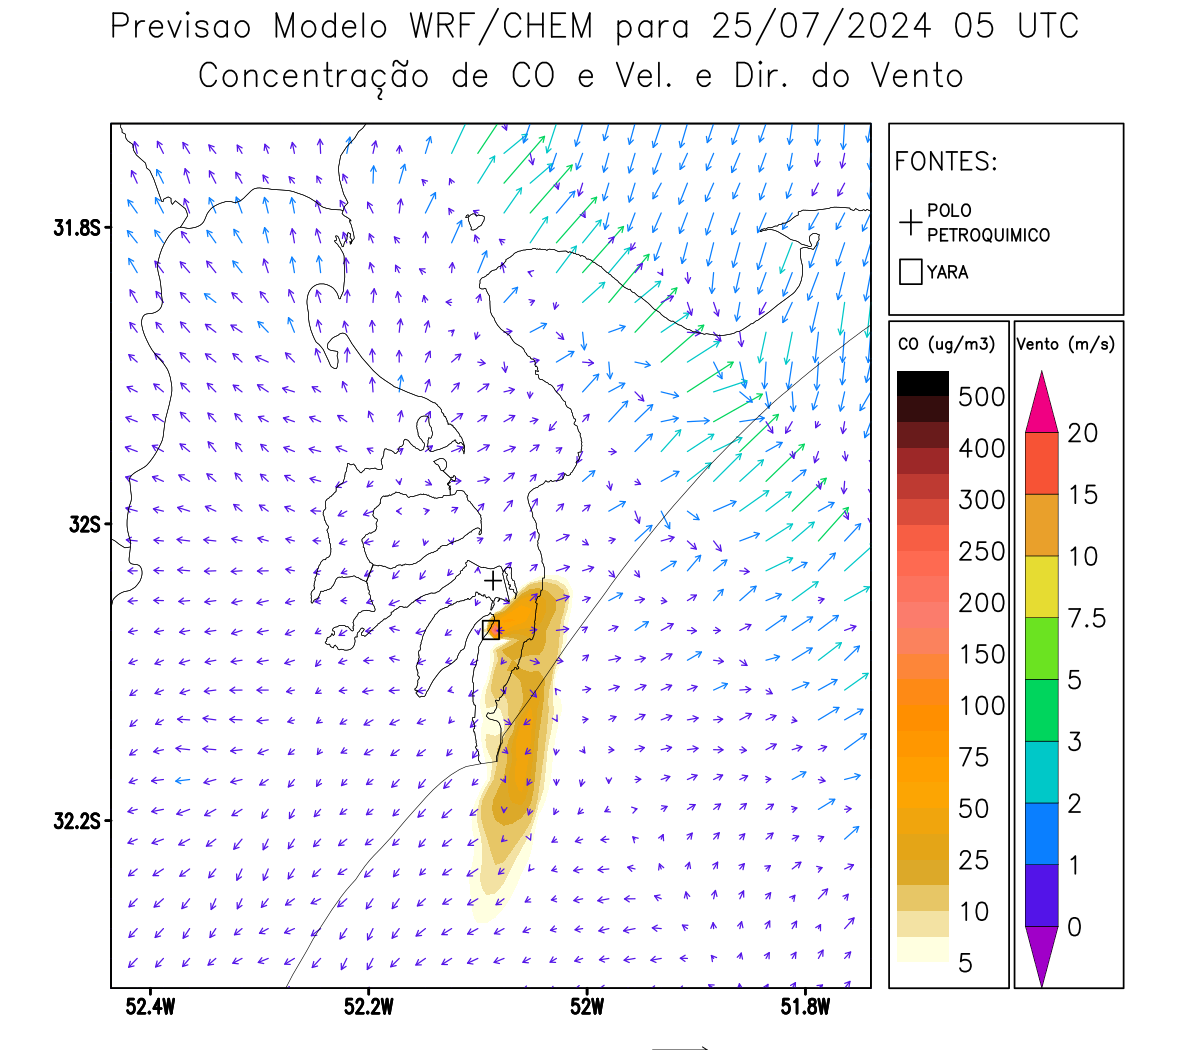 Previsao Modelo WRF/CHEM para 25/07/2024 05 UTC
Concentração de CO e Vel. e Dir. do Vento
FONTES:
POLO
PETROQUIMICO
YARA
CO (ug/m3)
500
400
300
250
200
150
100
75
50
25
10
5
Vento (m/s)
20
15
10
7.5
5
3
2
1
0
31.8S
32S
32.2S
52.4W
52.2W
52W
51.8W